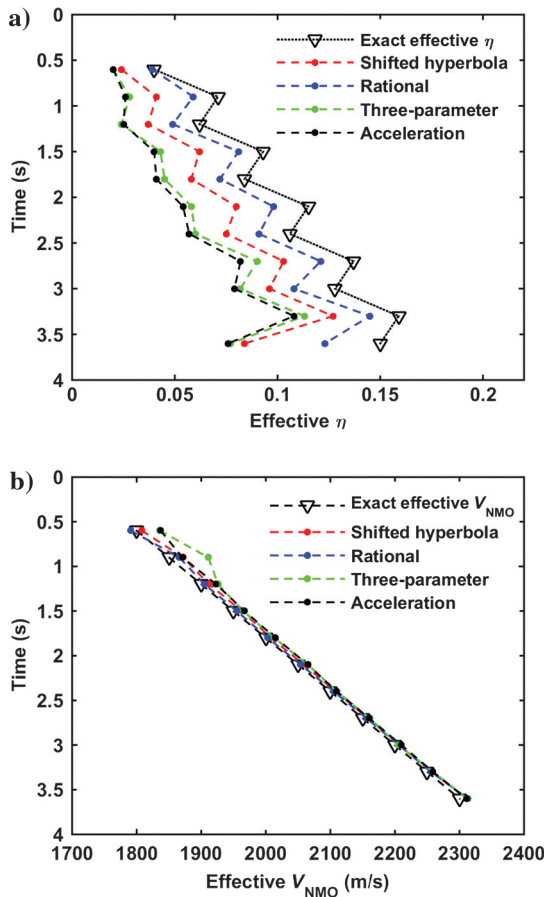 a)
0
0.5
1
1.5
2
2.5
3
3.5
4
Time (s)
Exact effective η
Shifted hyperbola
Rational
Three-parameter
Acceleration
0 0.05 0.1 0.15 0.2
Effective η
b)
0
0.5
1
1.5
2
2.5
3
3.5
4
Time (s)
Exact effective V_NMO
Shifted hyperbola
Rational
Three-parameter
Acceleration
1700 1800 1900 2000 2100 2200 2300 2400
Effective V_NMO (m/s)